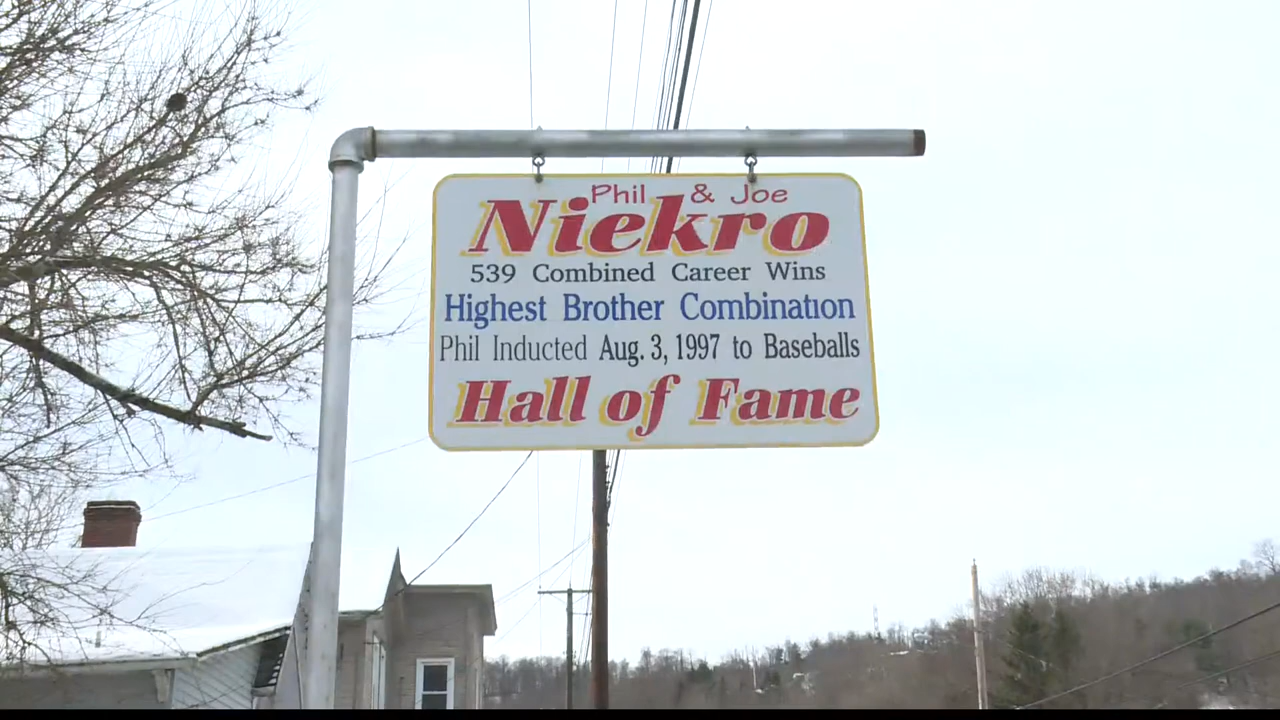 Phil & Joe
Niekro
539 Combined Career Wins
Highest Brother Combination
Phil Inducted Aug. 3, 1997 to Baseballs
Hall of Fame